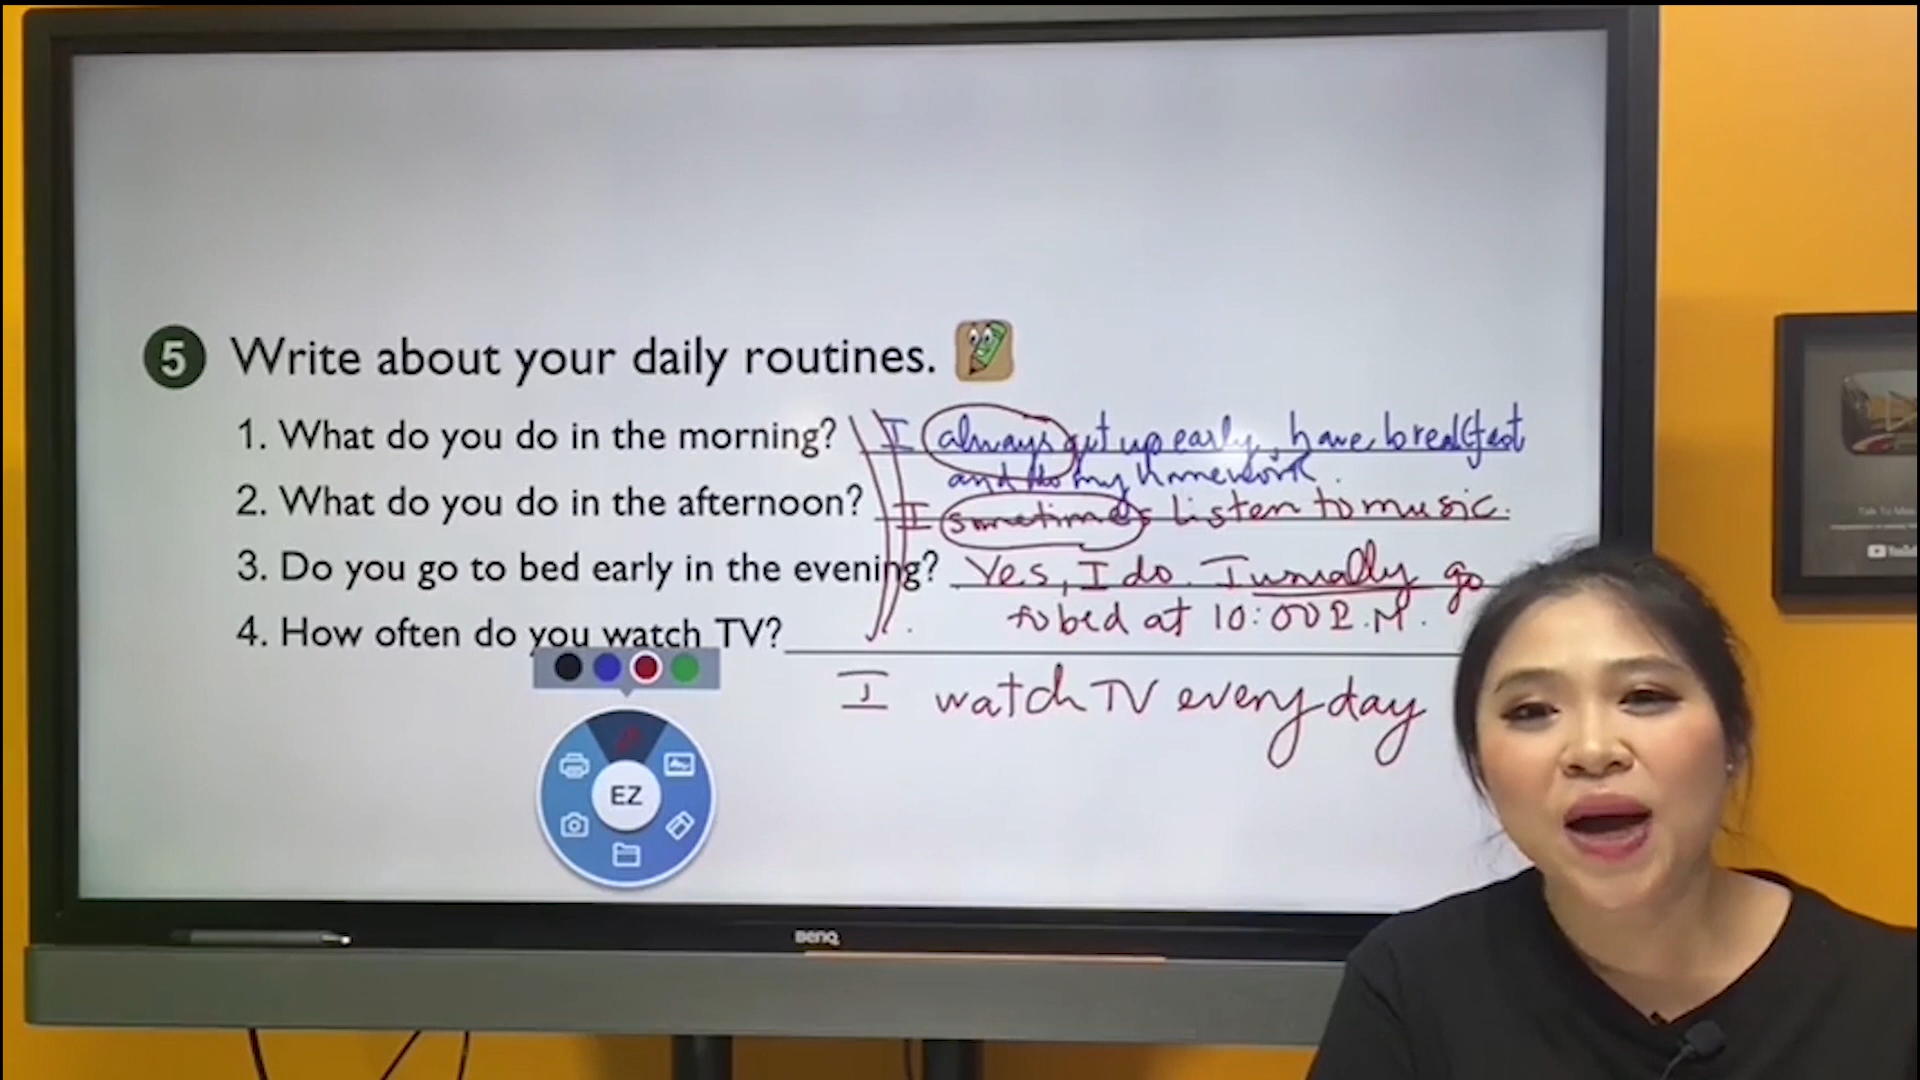 5 Write about your daily routines.
1. What do you do in the morning? I always get up early, have breakfast
and do my homework.
2. What do you do in the afternoon? I sometimes listen to music.
3. Do you go to bed early in the evening? Yes, I do. I usually go
to bed at 10:00 P.M.
4. How often do you watch TV?
I watch TV every day
EZ
BenQ